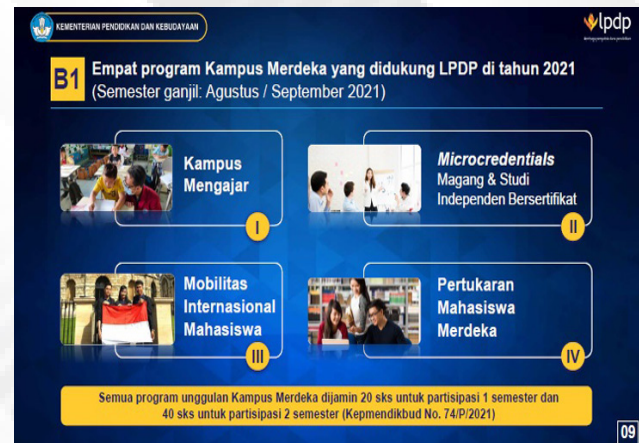 KEMENTERIAN PENDIDIKAN DAN KEBUDAYAAN
lpdp
B1
Empat program Kampus Merdeka yang didukung LPDP di tahun 2021
(Semester ganjil: Agustus / September 2021)
Kampus
Mengajar
I
Microcredentials
Magang & Studi
Independen Bersertifikat
II
Mobilitas
Internasional
Mahasiswa
III
Pertukaran
Mahasiswa
Merdeka
IV
Semua program unggulan Kampus Merdeka dijamin 20 sks untuk partisipasi 1 semester dan
40 sks untuk partisipasi 2 semester (Kepmendikbud No. 74/P/2021)
09